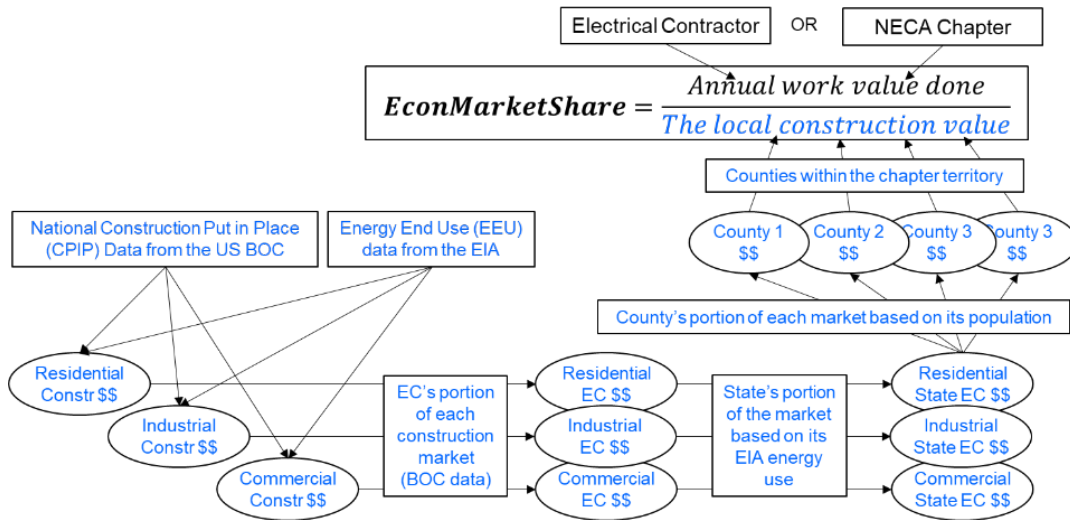 Electrical Contractor
OR
NECA Chapter
EconMarketShare = Annual work value done
The local construction value
Counties within the chapter territory
National Construction Put in Place
(CPIP) Data from the US BOC
Energy End Use (EEU)
data from the EIA
County 1
$$
County 2
$$
County 3
$$
County 3
$$
County's portion of each market based on its population
Residential
Constr $$
Industrial
Constr $$
Commercial
Constr $$
EC's portion
of each
construction
market
(BOC data)
Residential
EC $$
Industrial
EC $$
Commercial
EC $$
State's portion
of the market
based on its
EIA energy
use
Residential
State EC $$
Industrial
State EC $$
Commercial
State EC $$